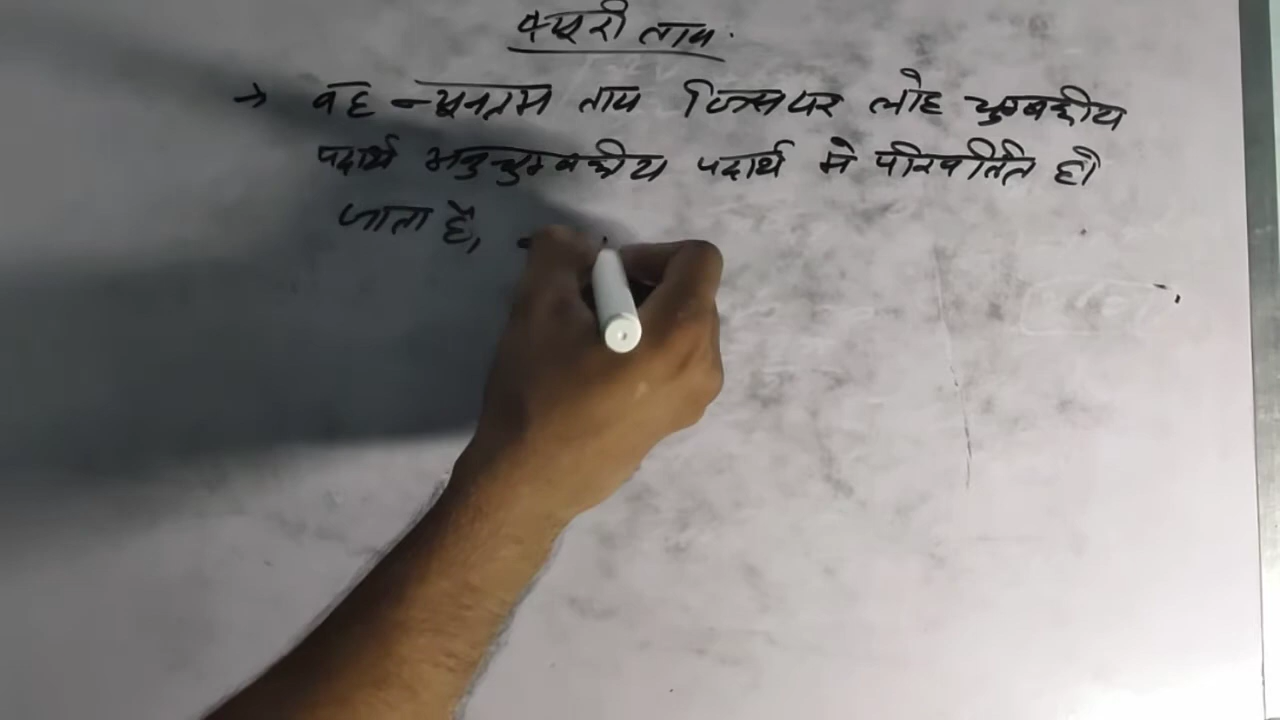 क्यूरी ताप.
→ वह न्यूनतम ताप जिसपर लौह चुम्बकीय
पदार्थ अनुचुम्बकीय पदार्थ मे परिवर्तित हो
जाता है,